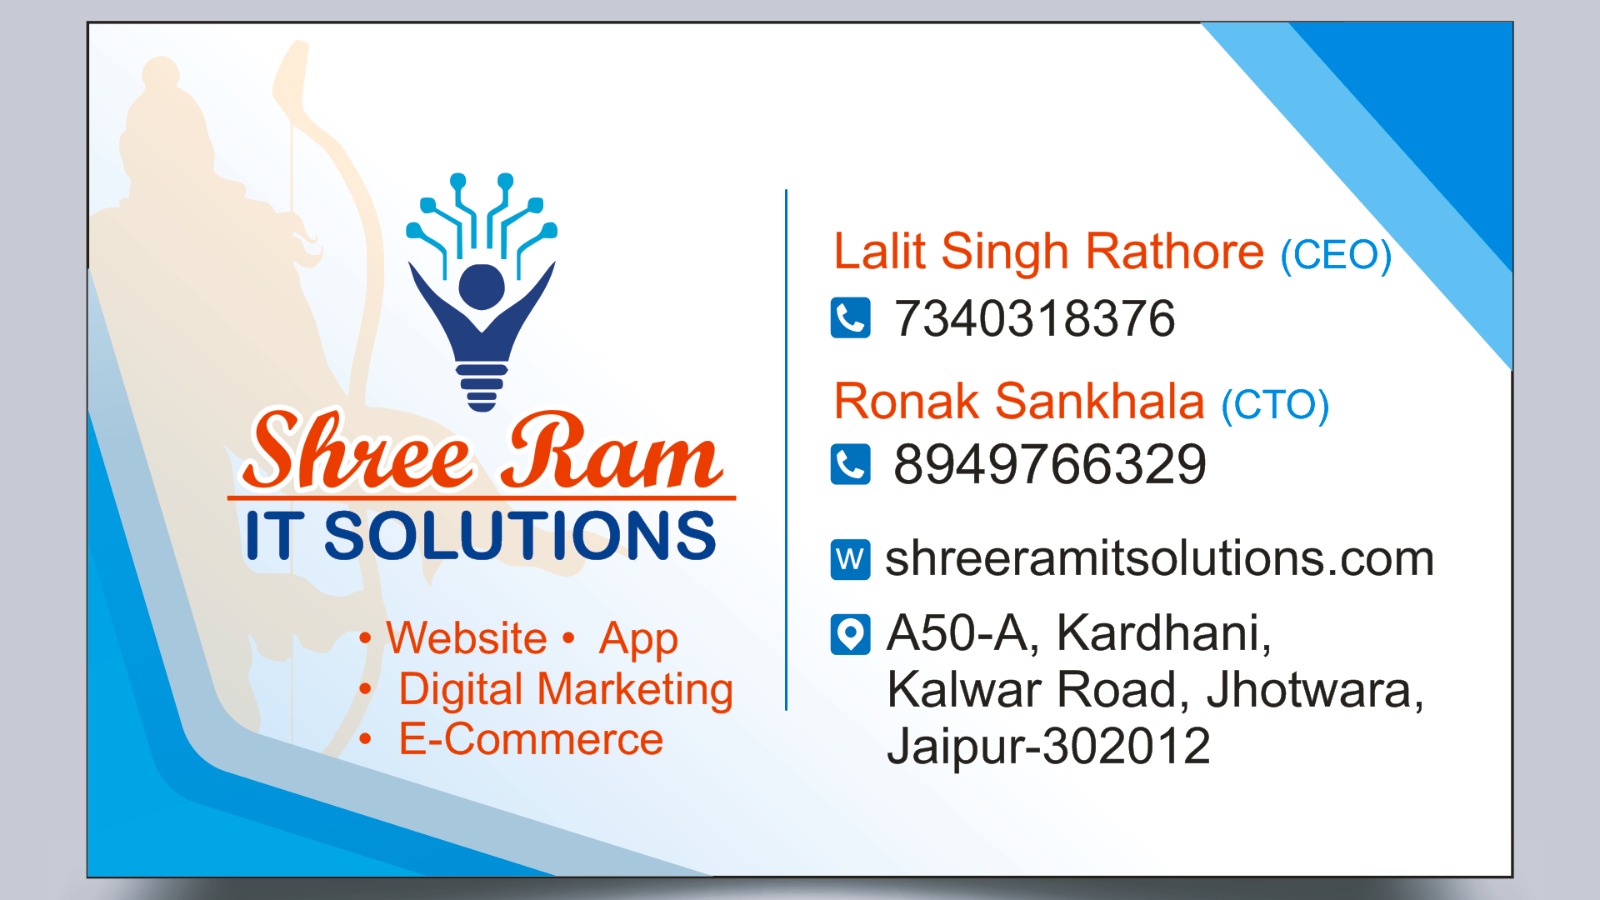 Shree Ram
IT SOLUTIONS
• Website • App
• Digital Marketing
• E-Commerce
Lalit Singh Rathore (CEO)
7340318376
Ronak Sankhala (CTO)
8949766329
W shreeramitsolutions.com
A50-A, Kardhani,
Kalwar Road, Jhotwara,
Jaipur-302012